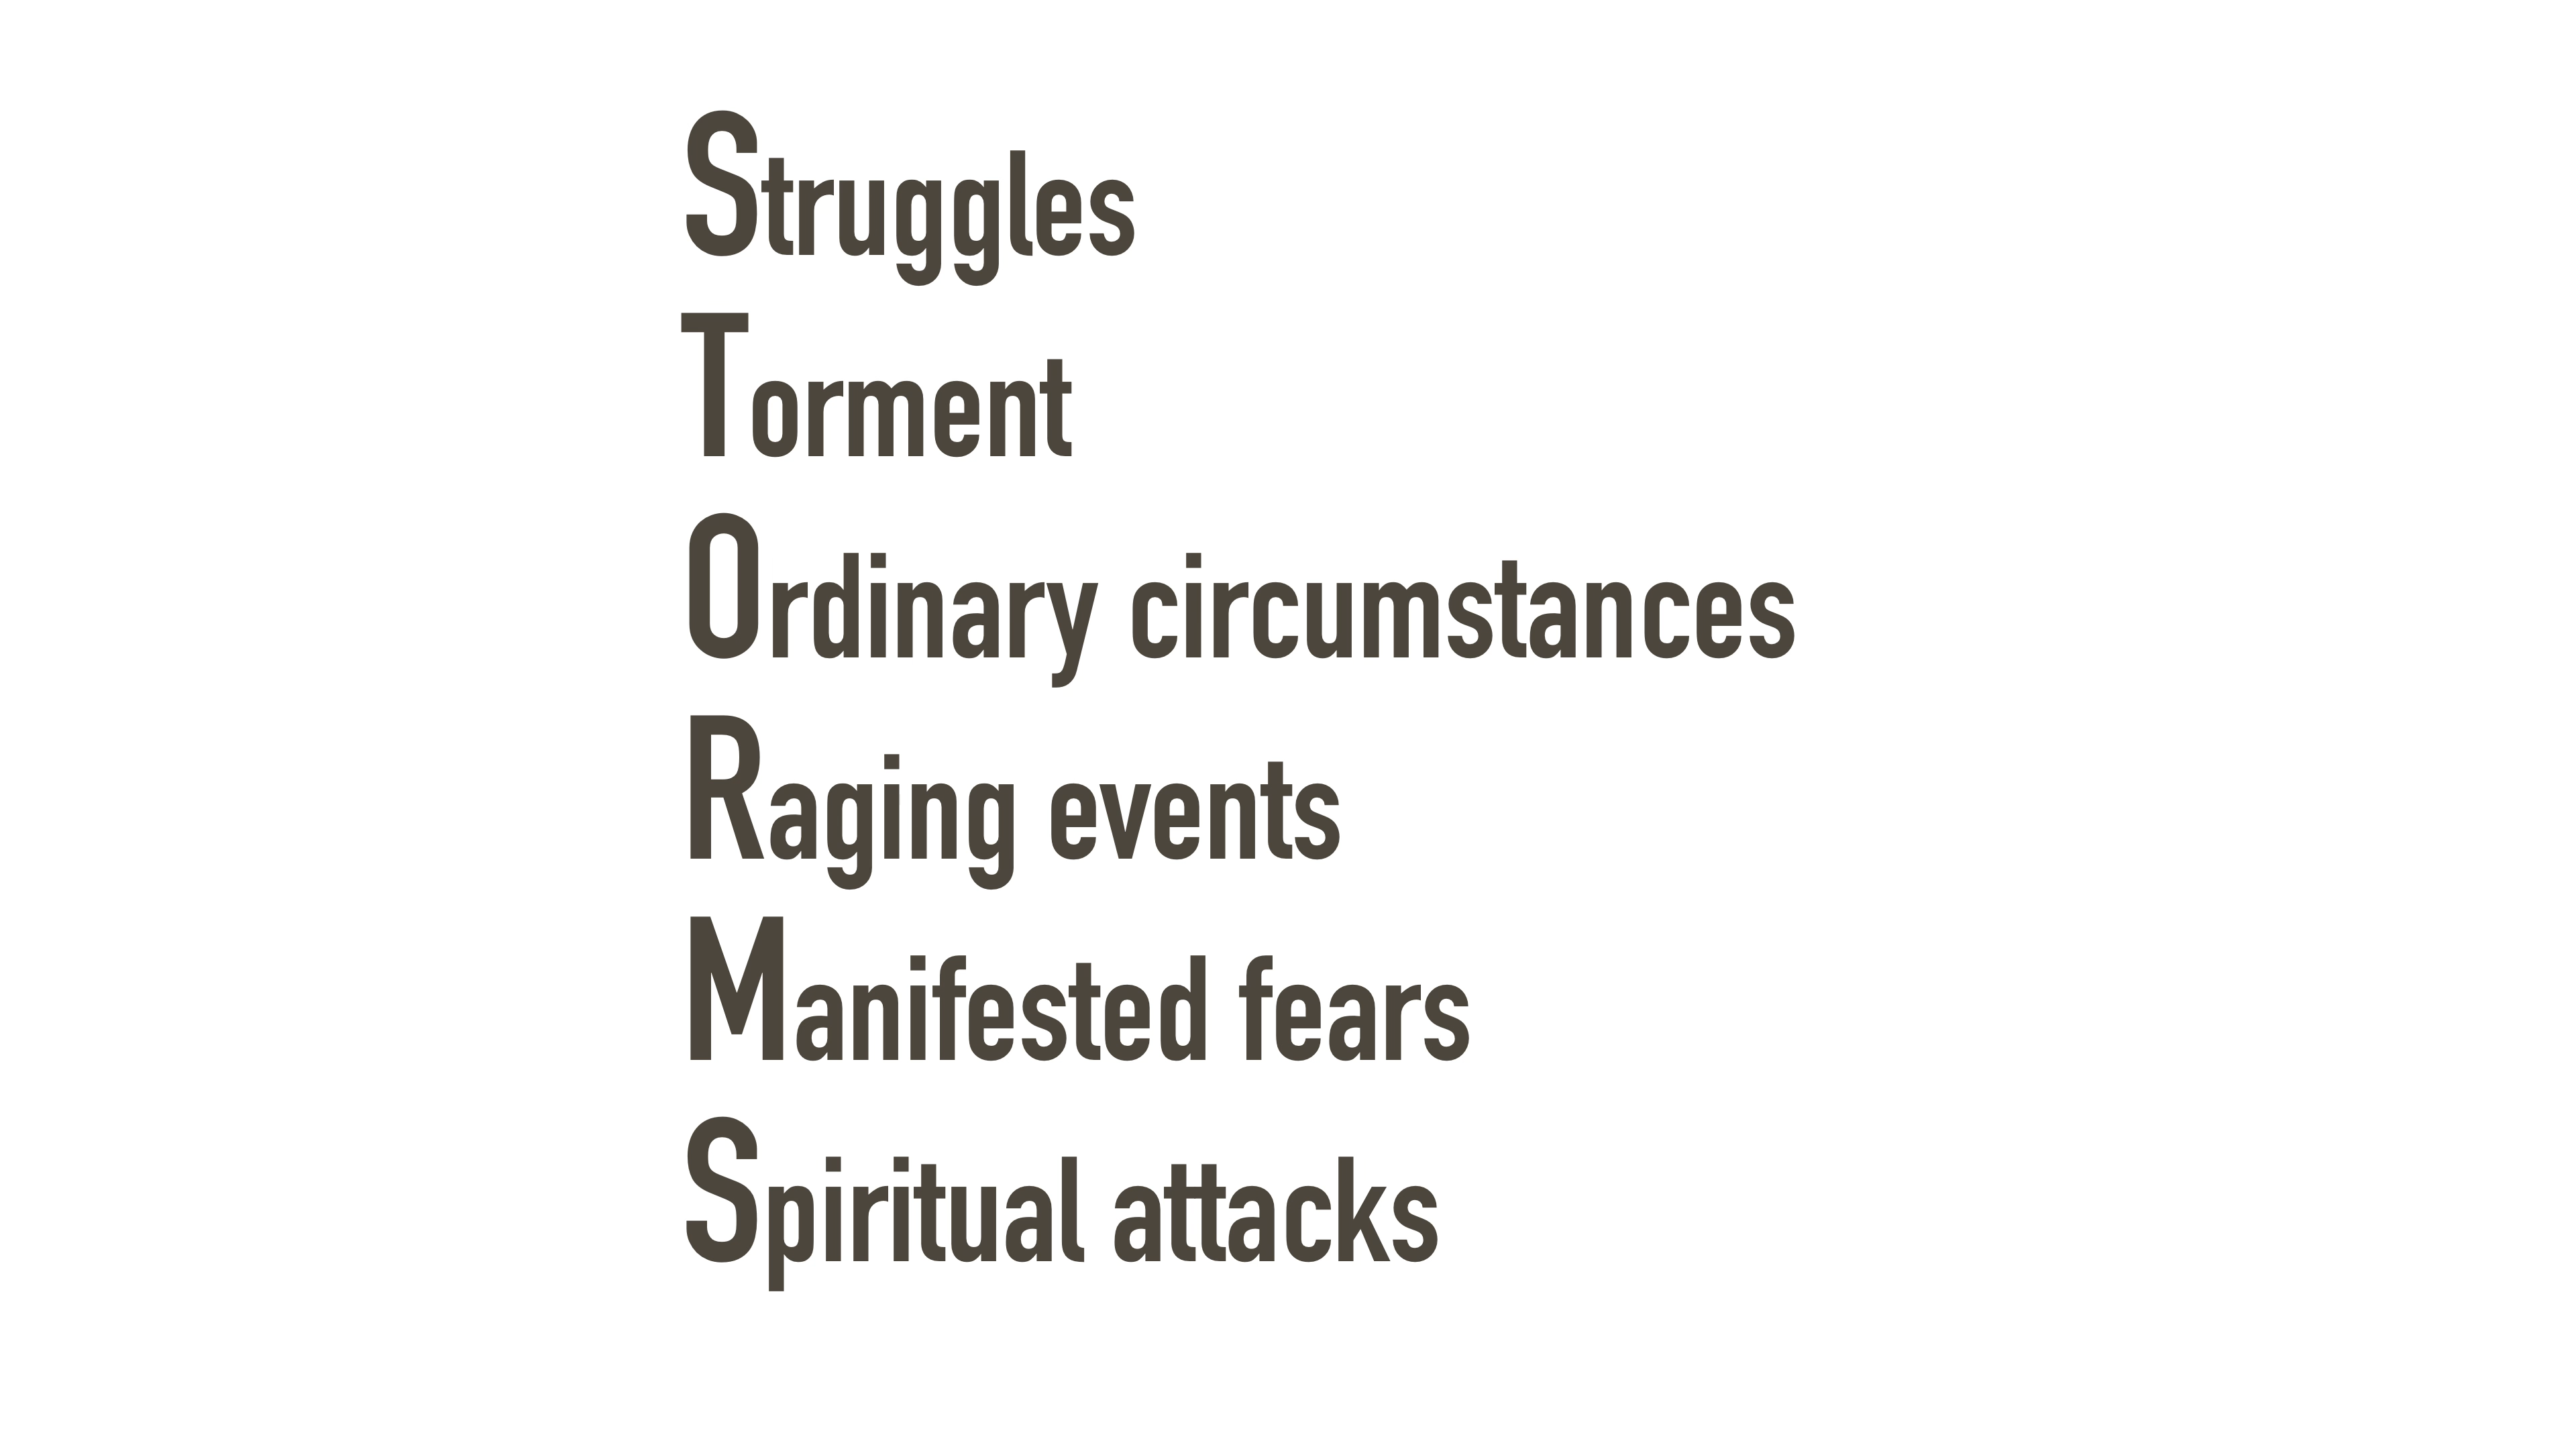 Struggles
Torment
Ordinary circumstances
Raging events
Manifested fears
Spiritual attacks